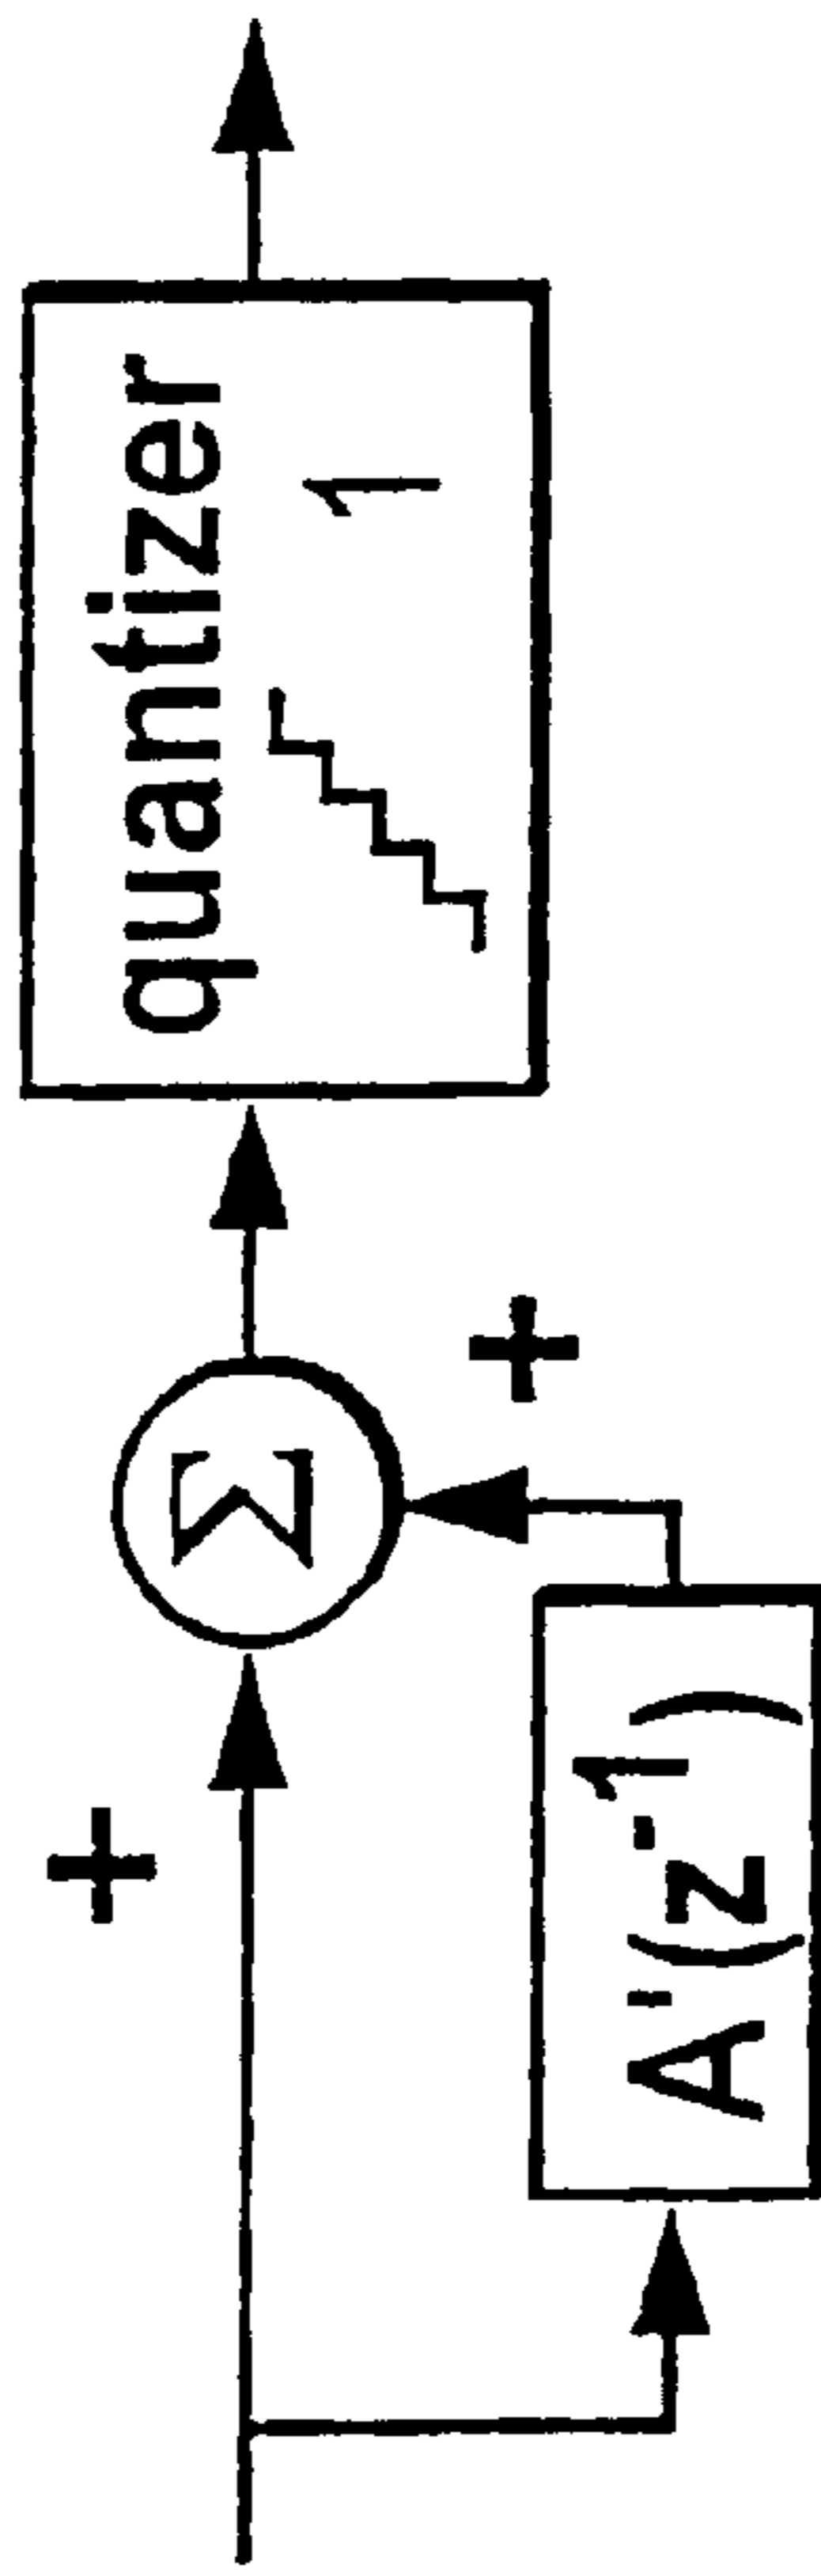 +
Σ
+
quantizer
1
A'(z⁻¹)